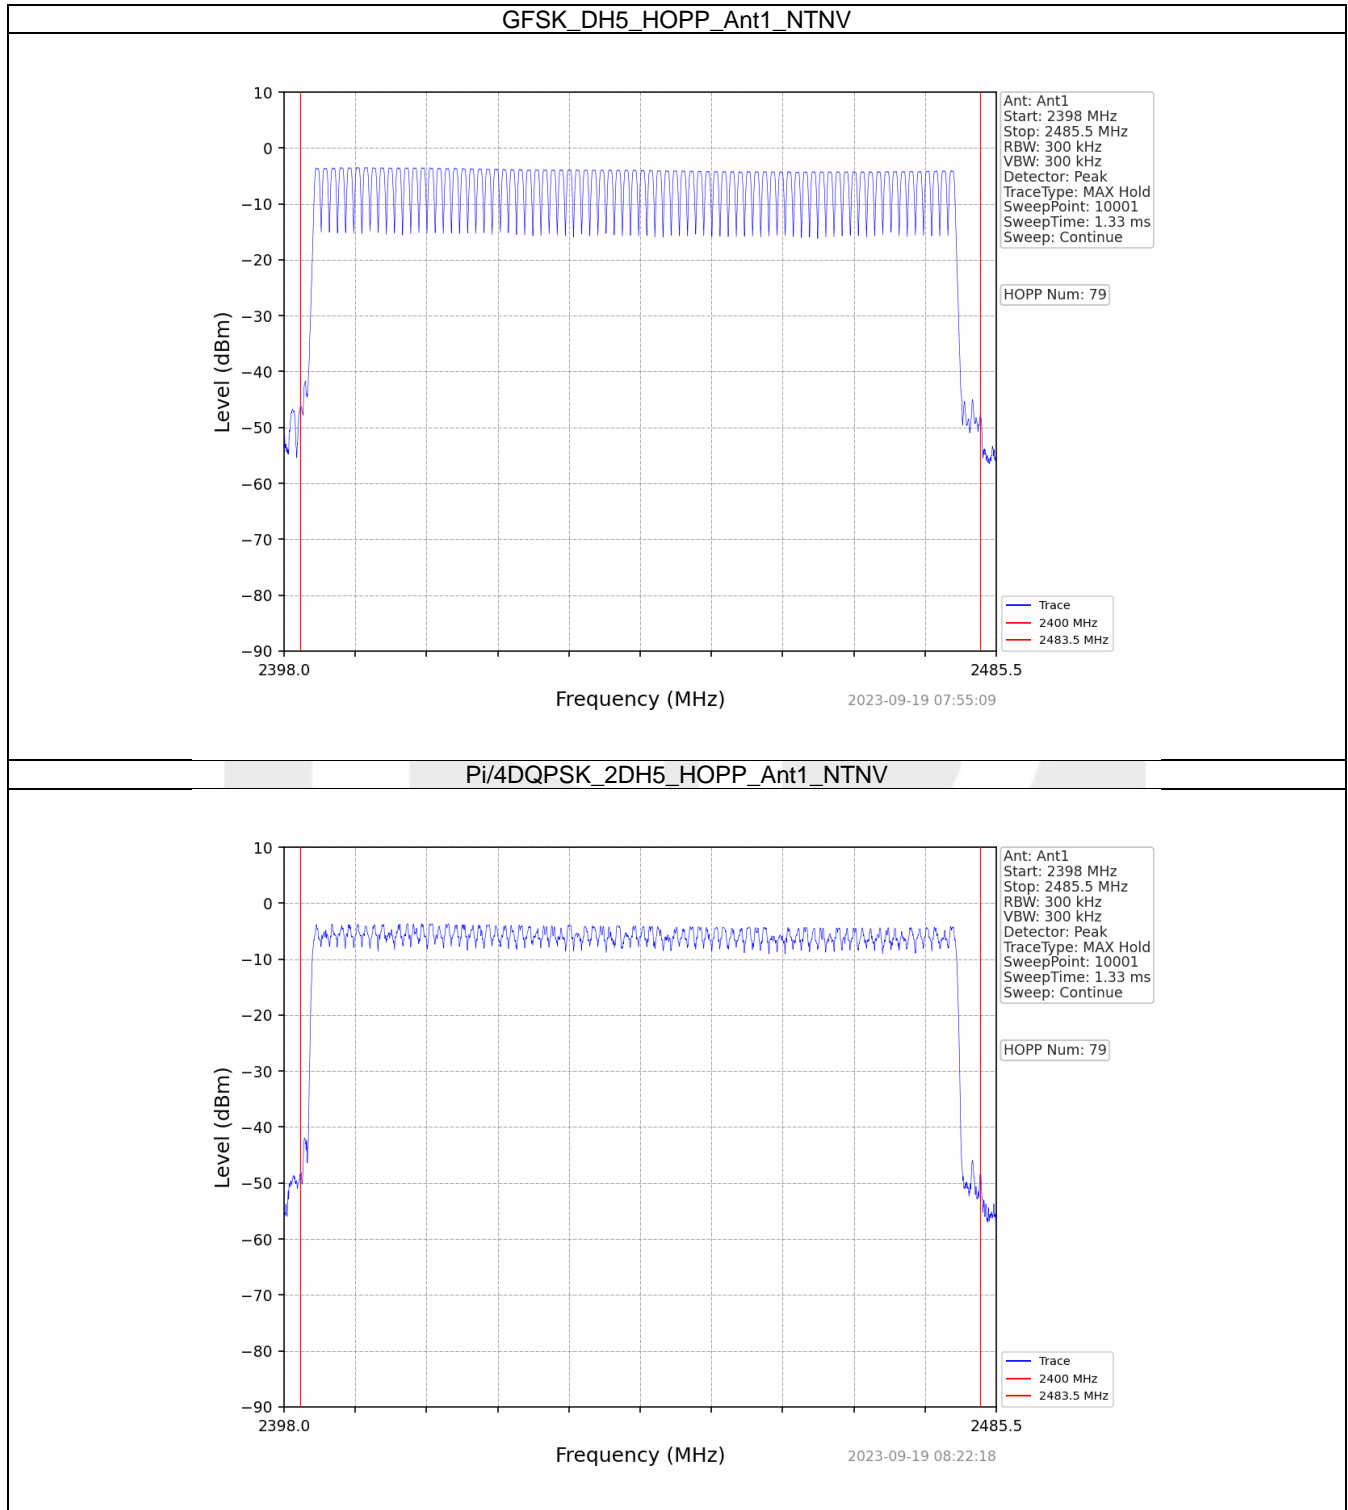 GFSK_DH5_HOPP_Ant1_NTNV
10
0
−10
−20
−30
−40
−50
−60
−70
−80
−90
Level (dBm)
2398.0
2485.5
Frequency (MHz)
2023-09-19 07:55:09
Ant: Ant1
Start: 2398 MHz
Stop: 2485.5 MHz
RBW: 300 kHz
VBW: 300 kHz
Detector: Peak
TraceType: MAX Hold
SweepPoint: 10001
SweepTime: 1.33 ms
Sweep: Continue
HOPP Num: 79
Trace
2400 MHz
2483.5 MHz
Pi/4DQPSK_2DH5_HOPP_Ant1_NTNV
10
0
−10
−20
−30
−40
−50
−60
−70
−80
−90
Level (dBm)
2398.0
2485.5
Frequency (MHz)
2023-09-19 08:22:18
Ant: Ant1
Start: 2398 MHz
Stop: 2485.5 MHz
RBW: 300 kHz
VBW: 300 kHz
Detector: Peak
TraceType: MAX Hold
SweepPoint: 10001
SweepTime: 1.33 ms
Sweep: Continue
HOPP Num: 79
Trace
2400 MHz
2483.5 MHz